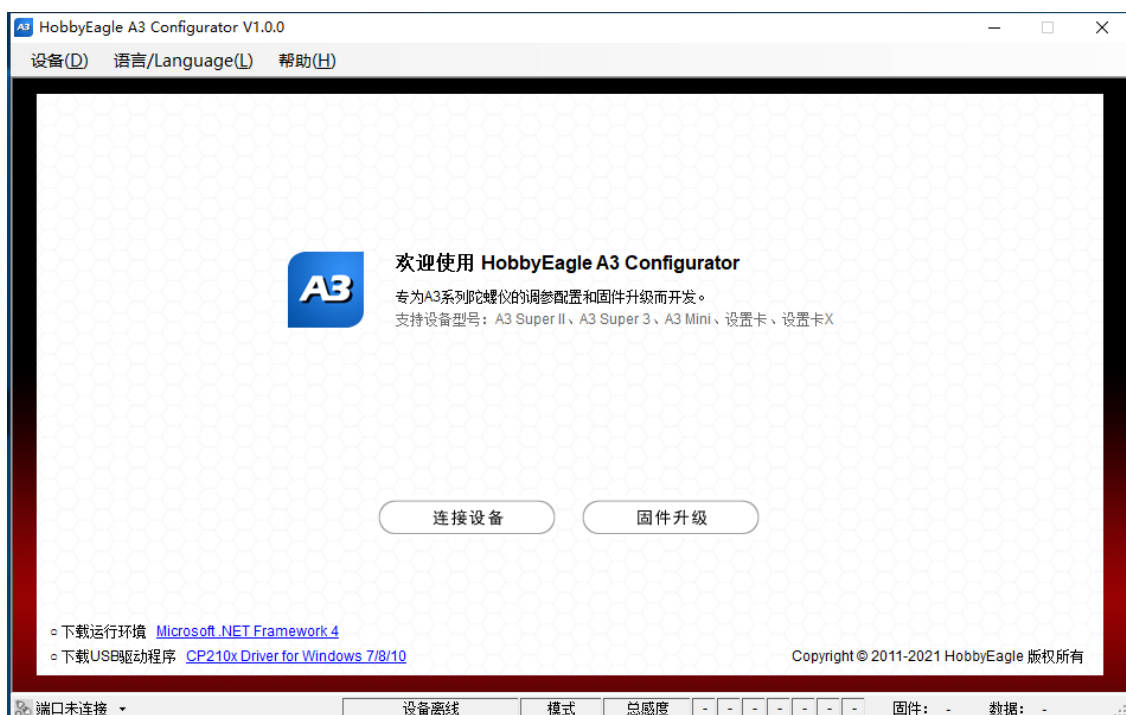 A3 HobbyEagle A3 Configurator V1.0.0
设备(D) 语言/Language(L) 帮助(H)
A3
欢迎使用 HobbyEagle A3 Configurator
专为A3系列陀螺仪的调参配置和固件升级而开发。
支持设备型号：A3 Super II、A3 Super 3、A3 Mini、设置卡、设置卡X
连接设备 固件升级
○下载运行环境 Microsoft .NET Framework 4
○下载USB驱动程序 CP210x Driver for Windows 7/8/10
Copyright © 2011-2021 HobbyEagle 版权所有
端口未连接 设备离线 模式 总感度 - - - - - - - 固件： - 数据： -